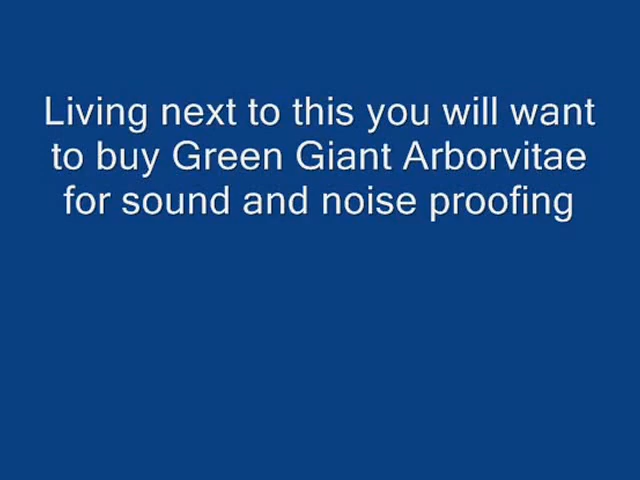 Living next to this you will want
to buy Green Giant Arborvitae
for sound and noise proofing